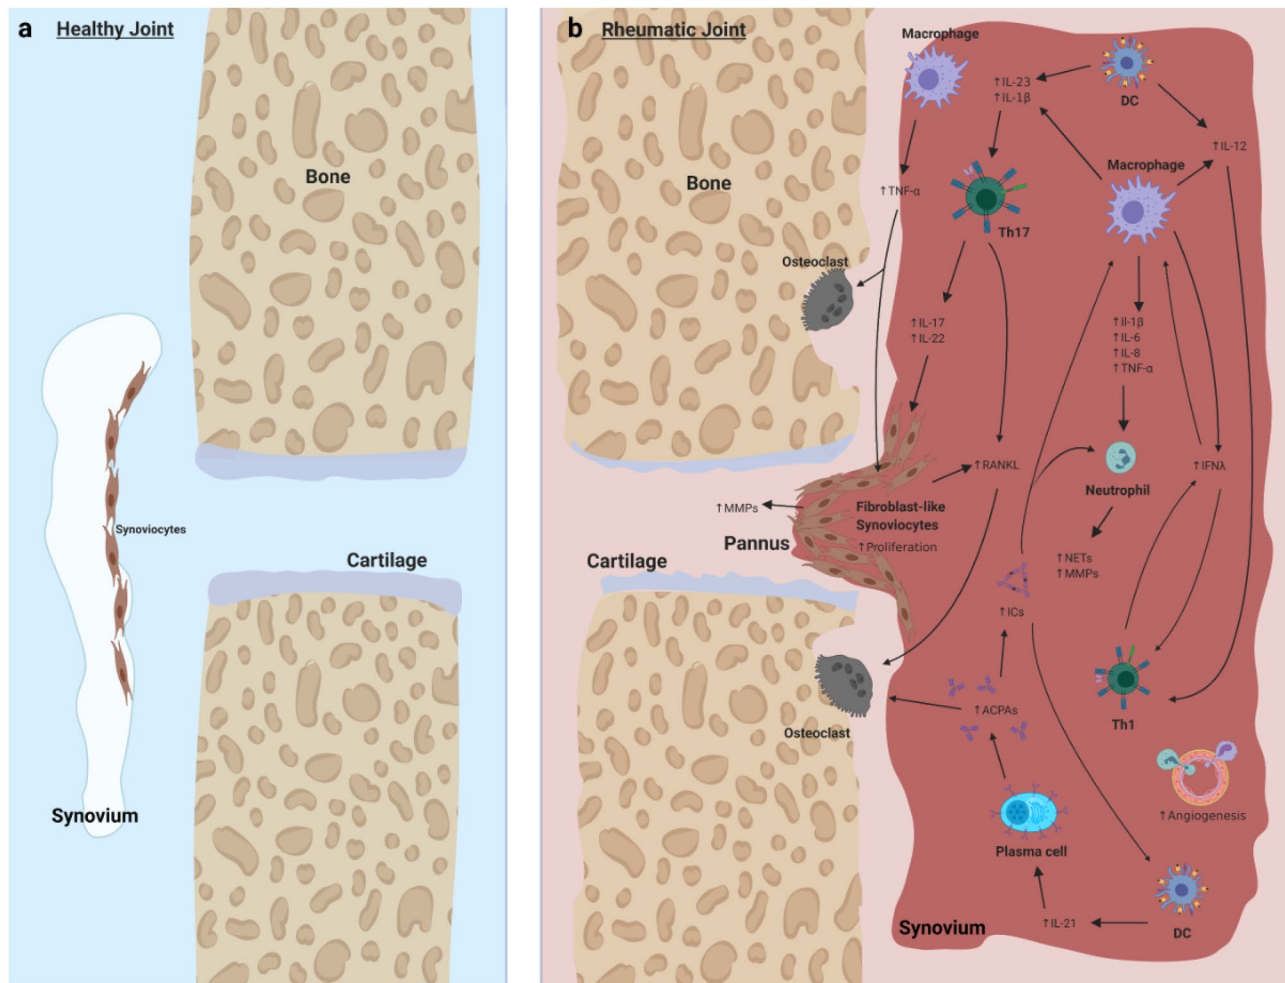 a Healthy Joint
Bone
Synoviocytes
Cartilage
Synovium
b Rheumatic Joint
Macrophage
DC
↑IL-23
↑IL-1β
↑IL-12
Bone
Macrophage
↑TNF-α
Th17
Osteoclast
↑IL-17
↑IL-22
↑Il-1β
↑IL-6
↑IL-8
↑TNF-α
↑RANKL
↑IFNλ
Neutrophil
↑MMPs
Fibroblast-like
Synoviocytes
↑Proliferation
Pannus
Cartilage
↑NETs
↑MMPs
↑ICs
↑ACPAs
Th1
Osteoclast
↑Angiogenesis
Plasma cell
↑IL-21
DC
Synovium